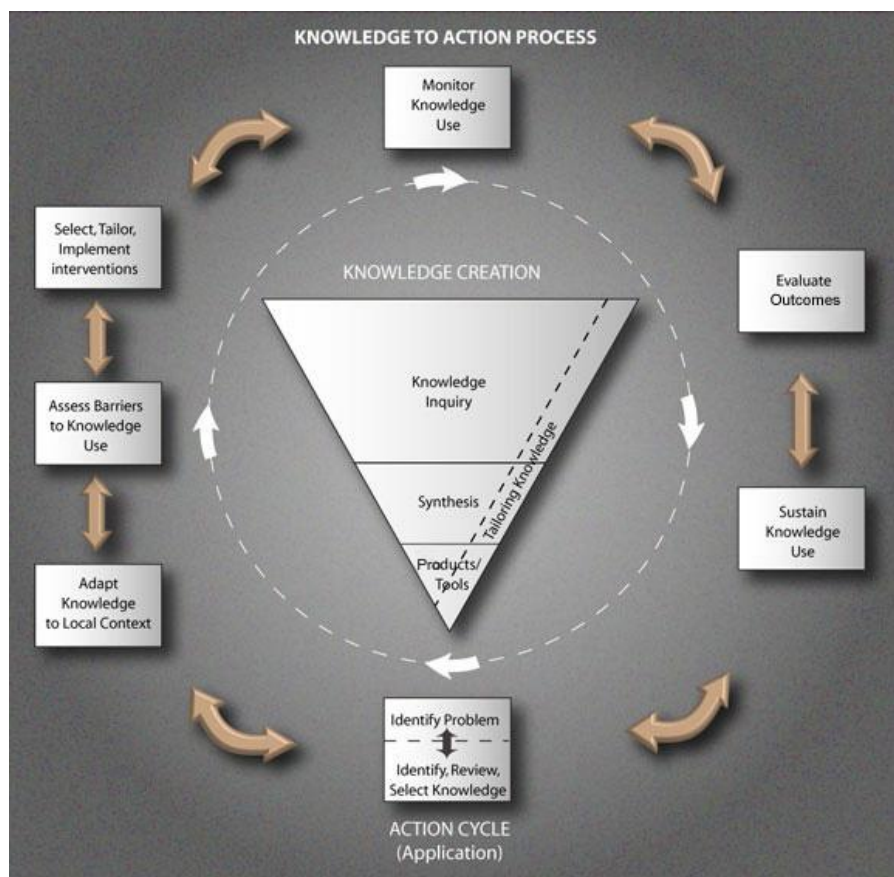 KNOWLEDGE TO ACTION PROCESS
Monitor
Knowledge
Use
Select, Tailor,
Implement
interventions
KNOWLEDGE CREATION
Evaluate
Outcomes
Knowledge
Inquiry
Assess Barriers
to Knowledge
Use
Tailoring Knowledge
Synthesis
Sustain
Knowledge
Use
Products/
Tools
Adapt
Knowledge
to Local Context
Identify Problem
Identify, Review,
Select Knowledge
ACTION CYCLE
(Application)